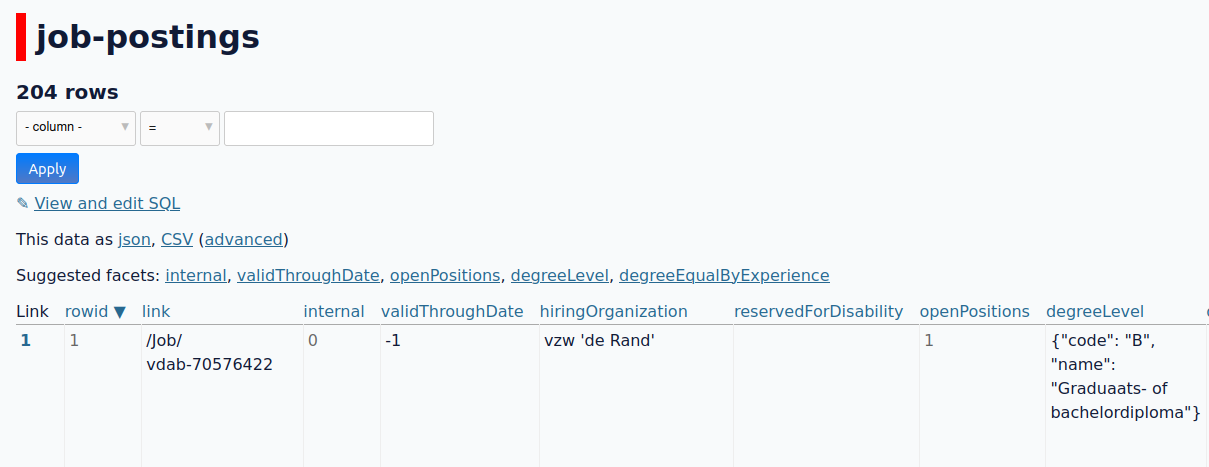 job-postings
204 rows
- column - ▼ = ▼
Apply
✎ View and edit SQL
This data as json, CSV (advanced)
Suggested facets: internal, validThroughDate, openPositions, degreeLevel, degreeEqualByExperience
Link rowid ▼ link internal validThroughDate hiringOrganization reservedForDisability openPositions degreeLevel
1 1 /Job/ 0 -1 vzw 'de Rand' 1 {"code": "B",
vdab-70576422 "name":
"Graduaats- of
bachelordiploma"}